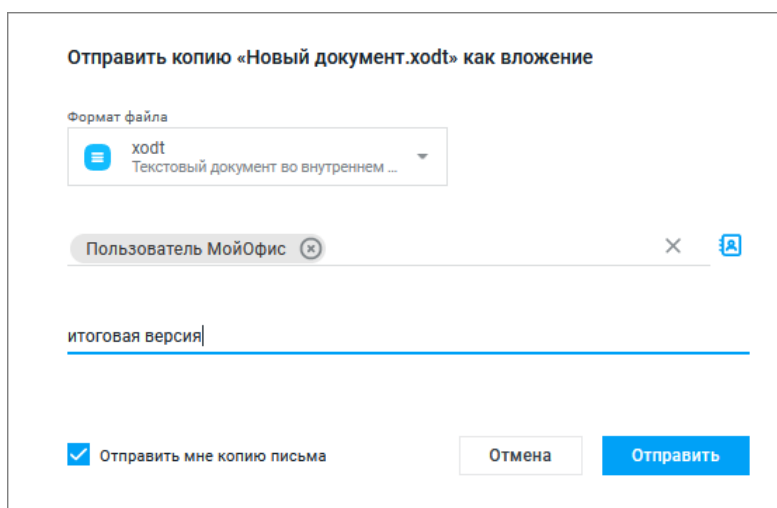 Отправить копию «Новый документ.xodt» как вложение
Формат файла
xodt
Текстовый документ во внутреннем ...
Пользователь МойОфис
итоговая версия
Отправить мне копию письма
Отмена
Отправить